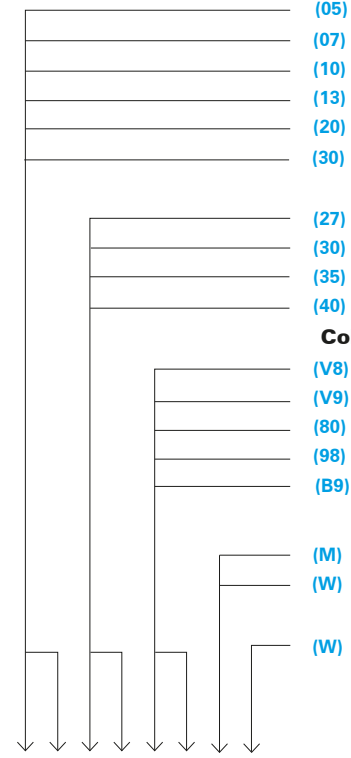 (05)
(07)
(10)
(13)
(20)
(30)
(27)
(30)
(35)
(40)
Co
(V8)
(V9)
(80)
(98)
(B9)
(M)
(W)
(W)